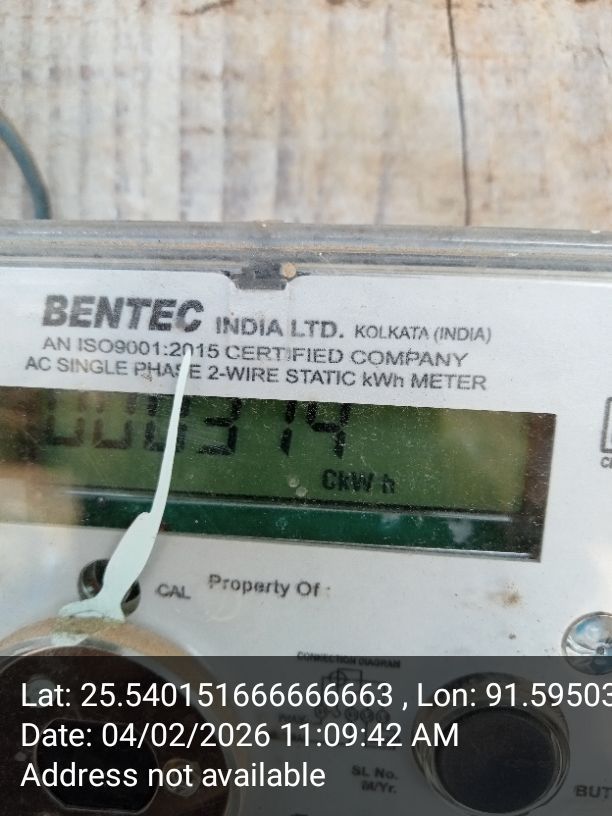 BENTEC INDIA LTD. KOLKATA (INDIA)
AN ISO9001:2015 CERTIFIED COMPANY
AC SINGLE PHASE 2-WIRE STATIC kWh METER
000314
CkW h
CAL
Property Of :
CONNECTION DIAGRAM
SL No.
M/Yr.
BUT
Lat: 25.540151666666663 , Lon: 91.59503
Date: 04/02/2026 11:09:42 AM
Address not available